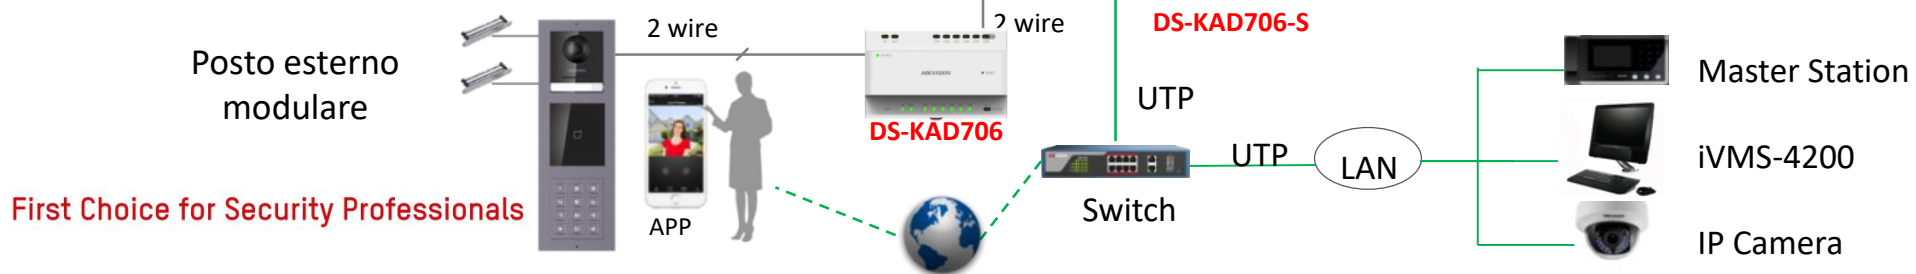 2 wire
2 wire
DS-KAD706-S
Posto esterno
modulare
HIKVISION
DS-KAD706
UTP
Master Station
UTP
LAN
iVMS-4200
First Choice for Security Professionals
APP
Switch
IP Camera